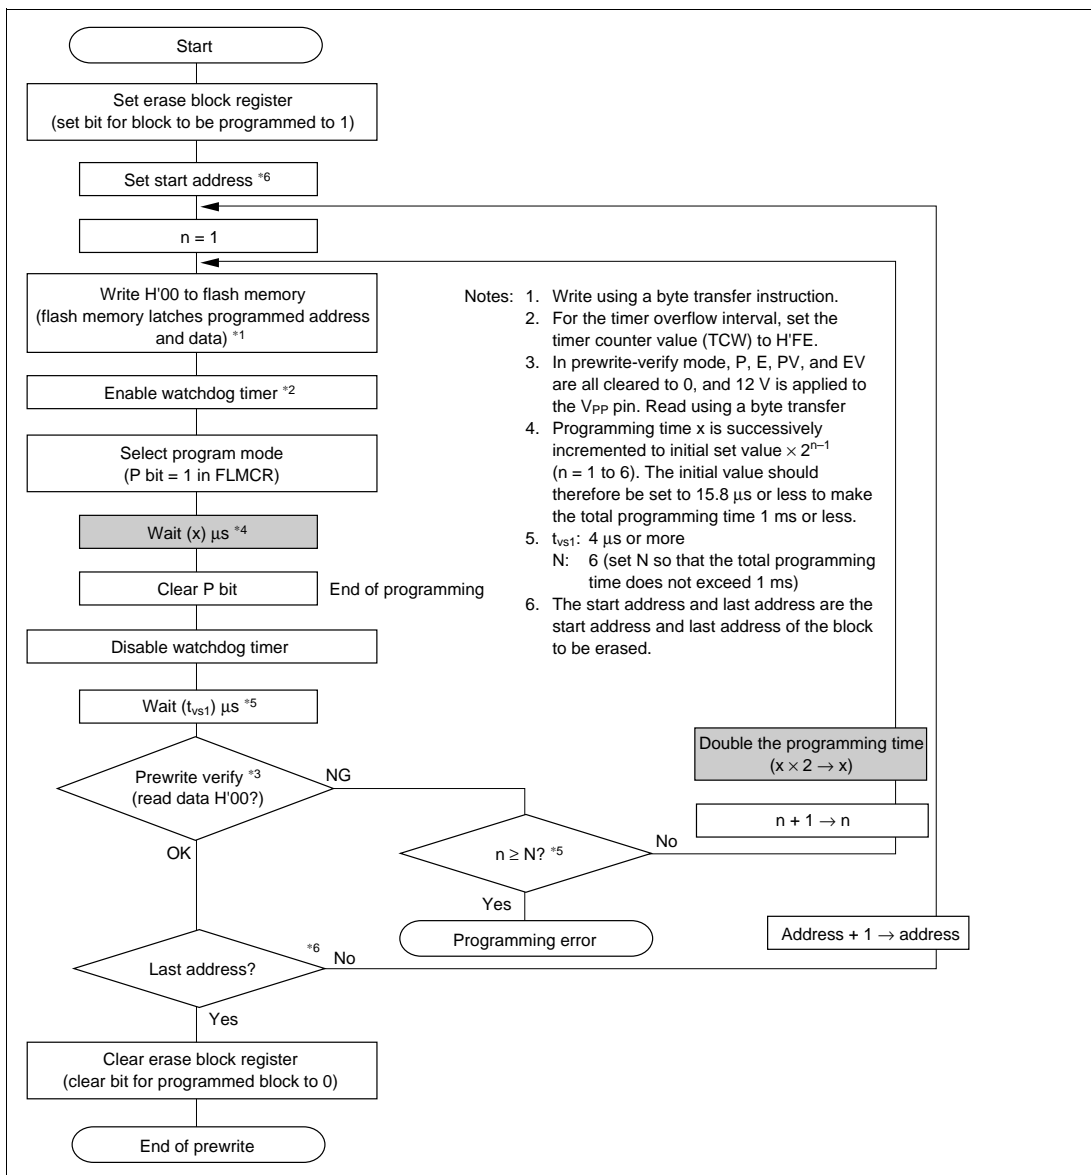 Start
Set erase block register
(set bit for block to be programmed to 1)
Set start address *6
n = 1
Write H'00 to flash memory
(flash memory latches programmed address
and data) *1
Enable watchdog timer *2
Select program mode
(P bit = 1 in FLMCR)
Wait (x) μs *4
Clear P bit
End of programming
Disable watchdog timer
Wait (tvs1) μs *5
Prewrite verify *3
(read data H'00?)
NG
OK
n ≥ N? *5
No
Yes
Programming error
Double the programming time
(x × 2 → x)
n + 1 → n
Address + 1 → address
Last address?
*6
No
Yes
Clear erase block register
(clear bit for programmed block to 0)
End of prewrite
Notes: 1. Write using a byte transfer instruction.
2. For the timer overflow interval, set the
timer counter value (TCW) to H'FE.
3. In prewrite-verify mode, P, E, PV, and EV
are all cleared to 0, and 12 V is applied to
the VPP pin. Read using a byte transfer
4. Programming time x is successively
incremented to initial set value × 2^n–1
(n = 1 to 6). The initial value should
therefore be set to 15.8 μs or less to make
the total programming time 1 ms or less.
5. tvs1: 4 μs or more
N: 6 (set N so that the total programming
time does not exceed 1 ms)
6. The start address and last address are the
start address and last address of the block
to be erased.